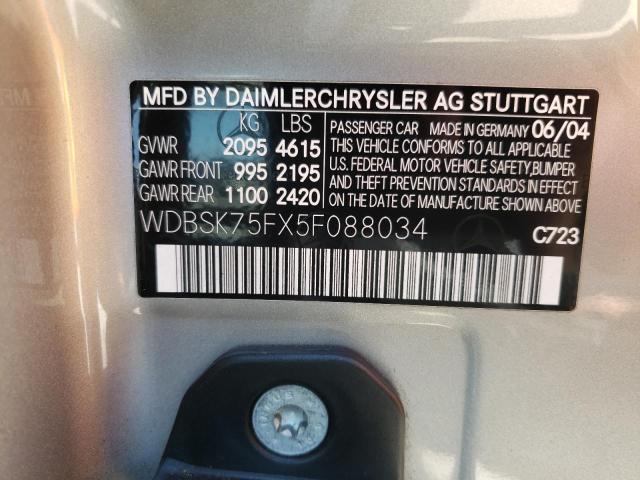 MFD BY DAIMLERCHRYSLER AG STUTTGART
KG LBS
GVWR 2095 4615
GAWR FRONT 995 2195
GAWR REAR 1100 2420
PASSENGER CAR MADE IN GERMANY 06/04
THIS VEHICLE CONFORMS TO ALL APPLICABLE
U.S. FEDERAL MOTOR VEHICLE SAFETY, BUMPER
AND THEFT PREVENTION STANDARDS IN EFFECT
ON THE DATE OF MANUFACTURE SHOWN ABOVE
WDBSK75FX5F088034
C723